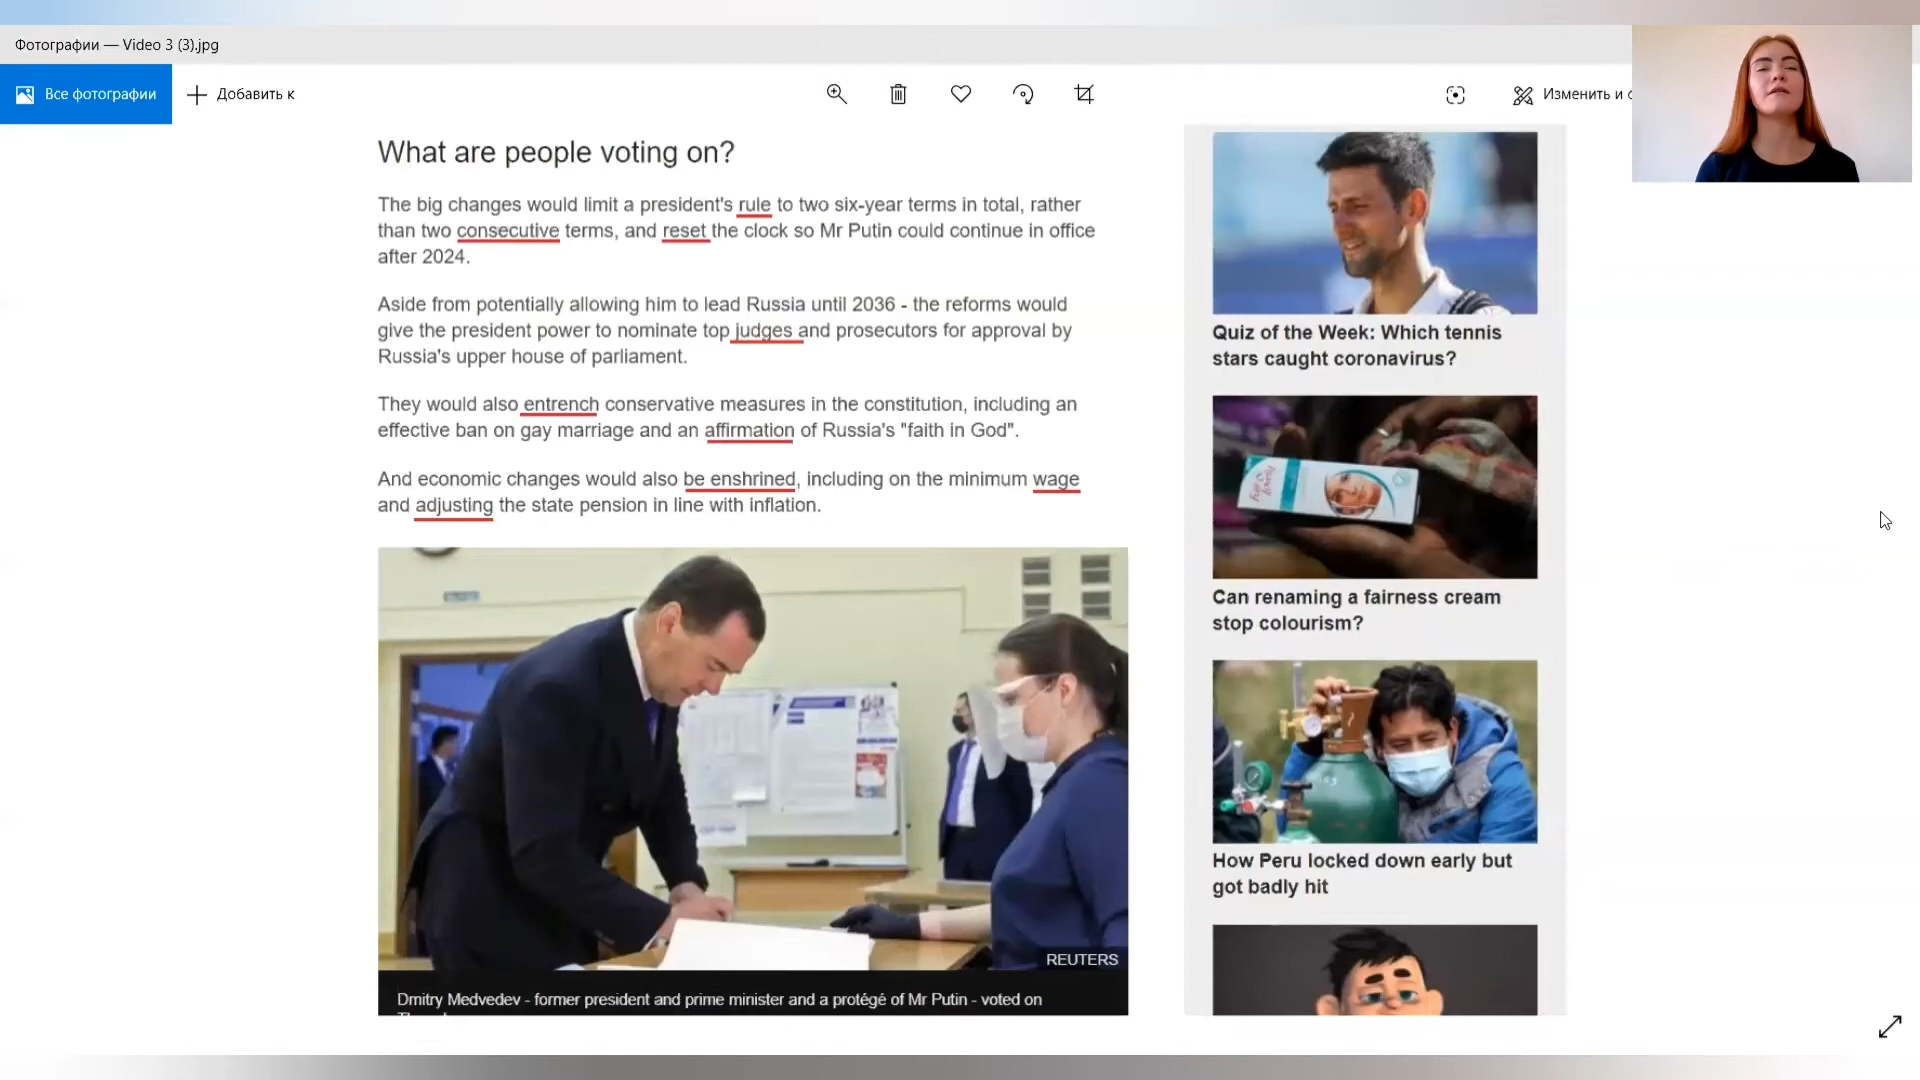 Фотографии — Video 3 (3).jpg
Все фотографии
Добавить к
Изменить и
What are people voting on?
The big changes would limit a president's rule to two six-year terms in total, rather
than two consecutive terms, and reset the clock so Mr Putin could continue in office
after 2024.
Aside from potentially allowing him to lead Russia until 2036 - the reforms would
give the president power to nominate top judges and prosecutors for approval by
Russia's upper house of parliament.
They would also entrench conservative measures in the constitution, including an
effective ban on gay marriage and an affirmation of Russia's "faith in God".
And economic changes would also be enshrined, including on the minimum wage
and adjusting the state pension in line with inflation.
REUTERS
Dmitry Medvedev - former president and prime minister and a protégé of Mr Putin - voted on
Quiz of the Week: Which tennis
stars caught coronavirus?
Can renaming a fairness cream
stop colourism?
How Peru locked down early but
got badly hit